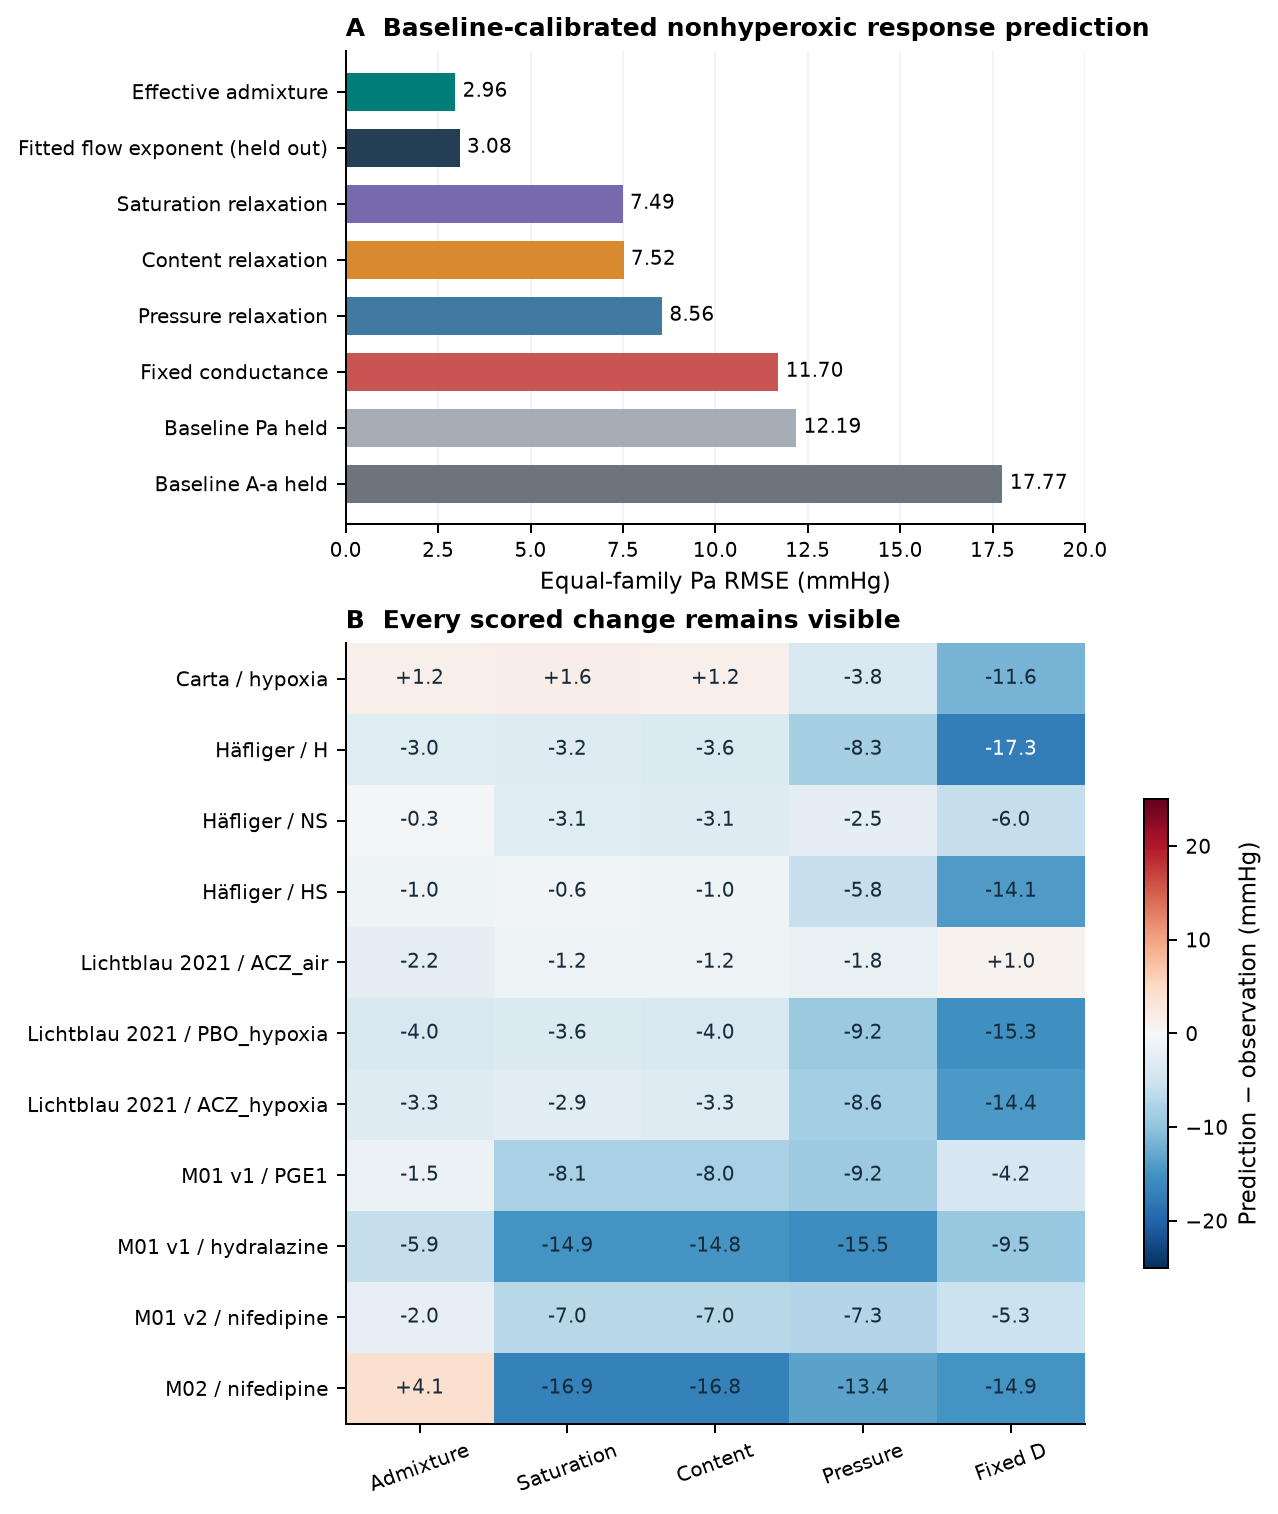 A  Baseline-calibrated nonhyperoxic response prediction
Effective admixture 2.96
Fitted flow exponent (held out) 3.08
Saturation relaxation 7.49
Content relaxation 7.52
Pressure relaxation 8.56
Fixed conductance 11.70
Baseline Pa held 12.19
Baseline A-a held 17.77
0.0 2.5 5.0 7.5 10.0 12.5 15.0 17.5 20.0
Equal-family Pa RMSE (mmHg)
B  Every scored change remains visible
Carta / hypoxia +1.2 +1.6 +1.2 -3.8 -11.6
Häfliger / H -3.0 -3.2 -3.6 -8.3 -17.3
Häfliger / NS -0.3 -3.1 -3.1 -2.5 -6.0
Häfliger / HS -1.0 -0.6 -1.0 -5.8 -14.1
Lichtblau 2021 / ACZ_air -2.2 -1.2 -1.2 -1.8 +1.0
Lichtblau 2021 / PBO_hypoxia -4.0 -3.6 -4.0 -9.2 -15.3
Lichtblau 2021 / ACZ_hypoxia -3.3 -2.9 -3.3 -8.6 -14.4
M01 v1 / PGE1 -1.5 -8.1 -8.0 -9.2 -4.2
M01 v1 / hydralazine -5.9 -14.9 -14.8 -15.5 -9.5
M01 v2 / nifedipine -2.0 -7.0 -7.0 -7.3 -5.3
M02 / nifedipine +4.1 -16.9 -16.8 -13.4 -14.9
Admixture Saturation Content Pressure Fixed D
20
10
0
−10
−20
Prediction − observation (mmHg)